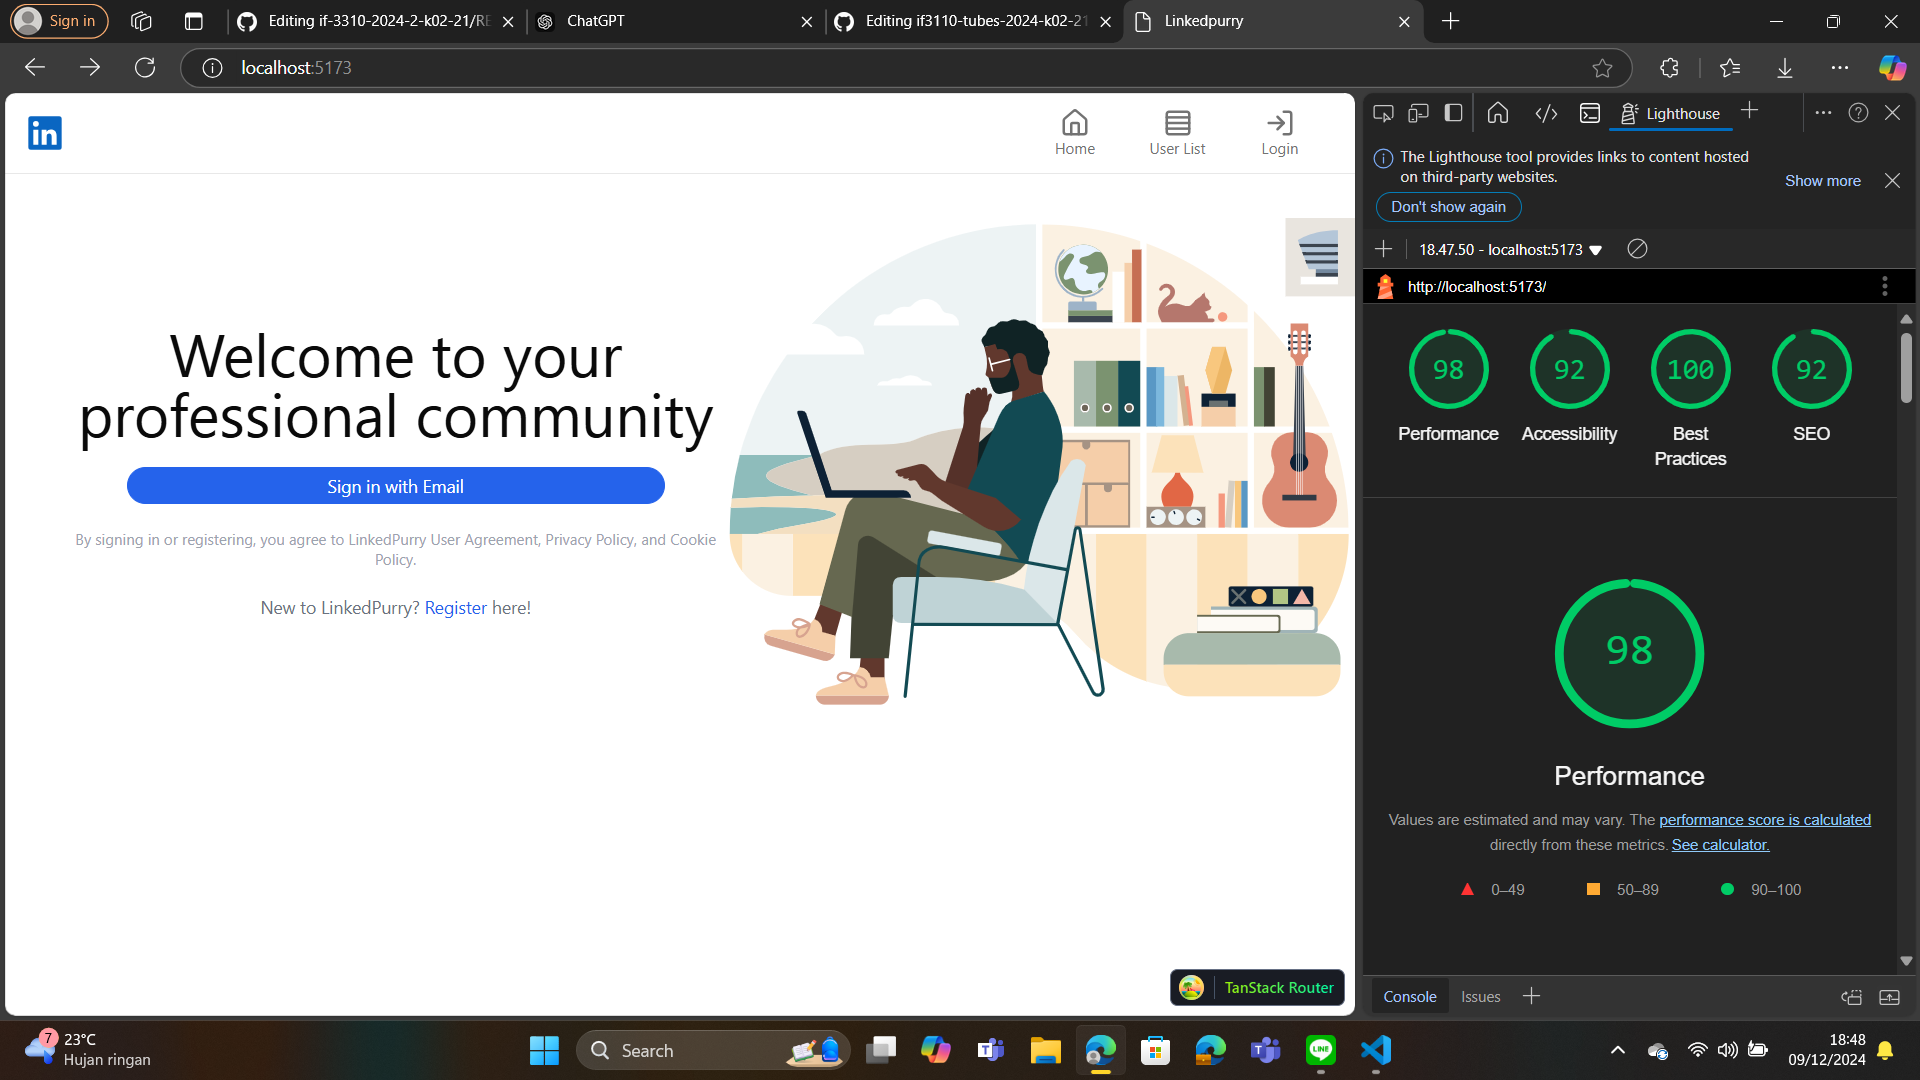 Sign in
Editing if-3310-2024-2-k02-21/RE
ChatGPT
Editing if3110-tubes-2024-k02-21
Linkedpurry
localhost:5173
in
Home
User List
Login
Welcome to your
professional community
Sign in with Email
By signing in or registering, you agree to LinkedPurry User Agreement, Privacy Policy, and Cookie
Policy.
New to LinkedPurry? Register here!
TanStack Router
Lighthouse
The Lighthouse tool provides links to content hosted
on third-party websites.
Show more
Don't show again
18.47.50 - localhost:5173
http://localhost:5173/
98
92
100
92
Performance
Accessibility
Best
Practices
SEO
98
Performance
Values are estimated and may vary. The performance score is calculated
directly from these metrics. See calculator.
0–49
50–89
90–100
Console
Issues
7
23°C
Hujan ringan
Search
LINE
18:48
09/12/2024